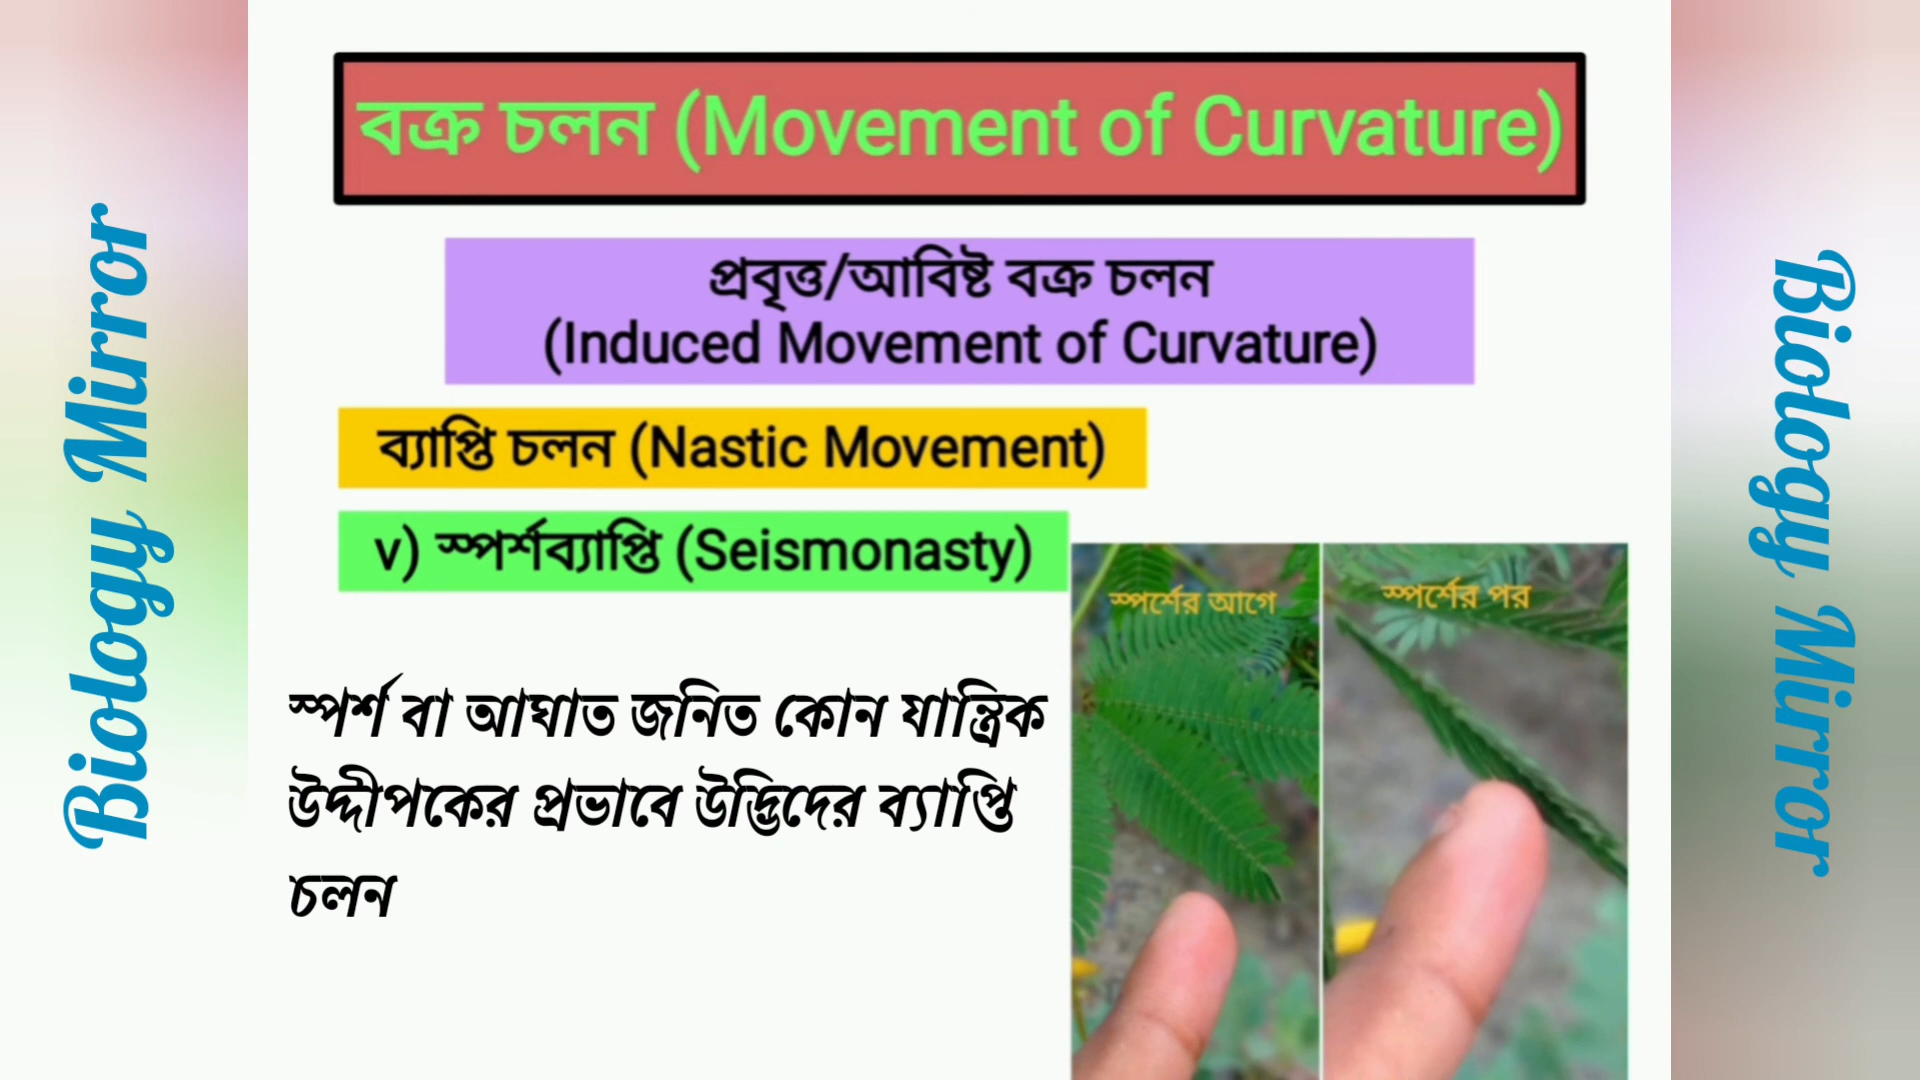 বক্র চলন (Movement of Curvature)
প্রবৃত্ত/আবিষ্ট বক্র চলন
(Induced Movement of Curvature)
ব্যাপ্তি চলন (Nastic Movement)
v) স্পর্শব্যাপ্তি (Seismonasty)
স্পর্শের আগে
স্পর্শের পর
স্পর্শ বা আঘাত জনিত কোন যান্ত্রিক
উদ্দীপকের প্রভাবে উদ্ভিদের ব্যাপ্তি
চলন
Biology Mirror
Biology Mirror